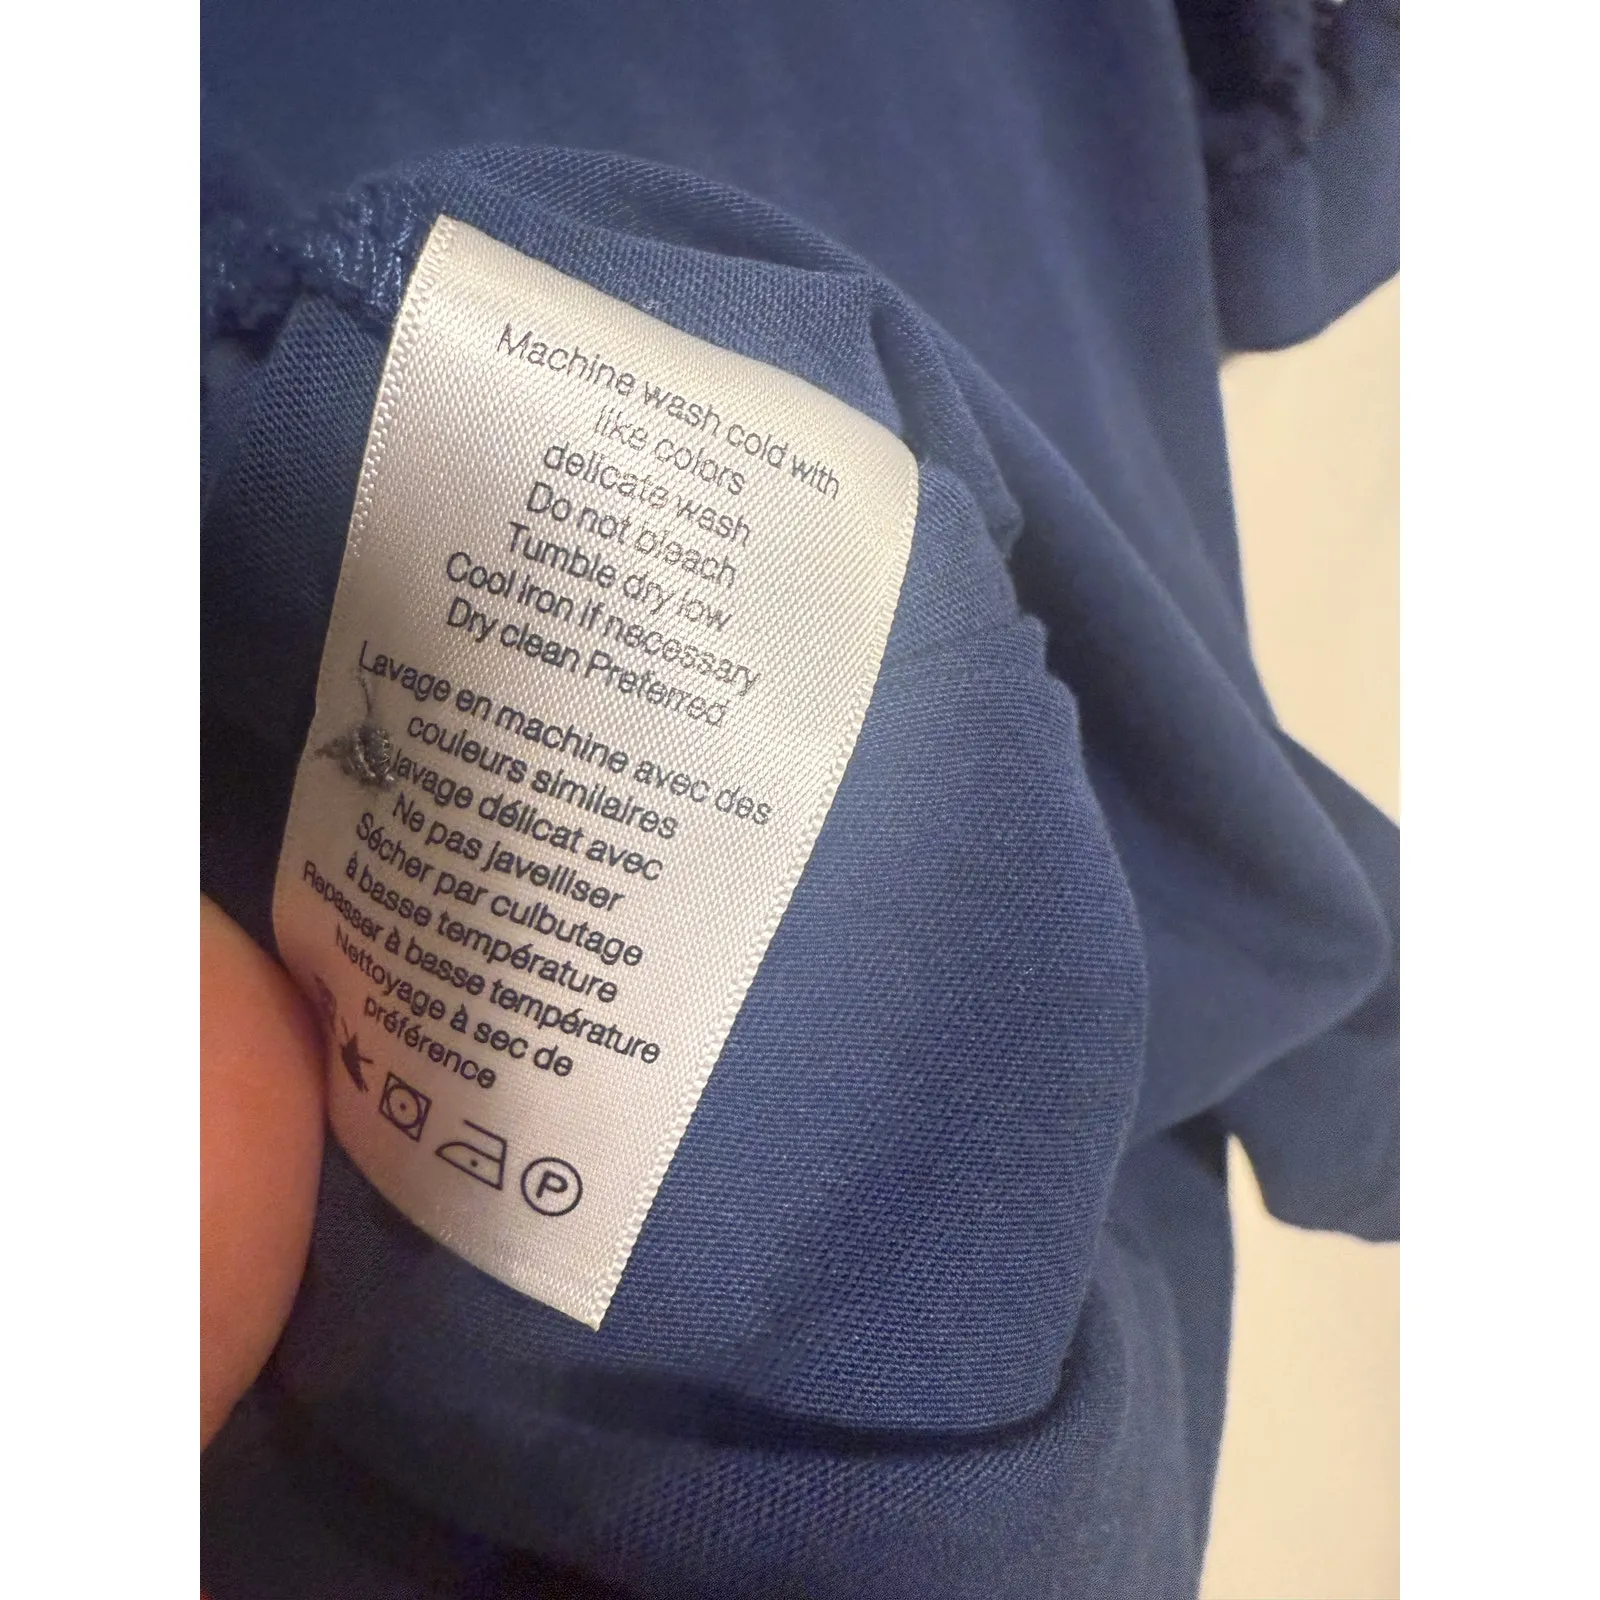 Machine wash cold with
like colors
delicate wash
Do not bleach
Tumble dry low
Cool iron if necessary
Dry clean Preferred
Lavage en machine avec des
couleurs similaires
lavage délicat avec
Ne pas javelliser
Sécher par culbutage
à basse température
Repasser à basse température
Nettoyage à sec de
préférence
P